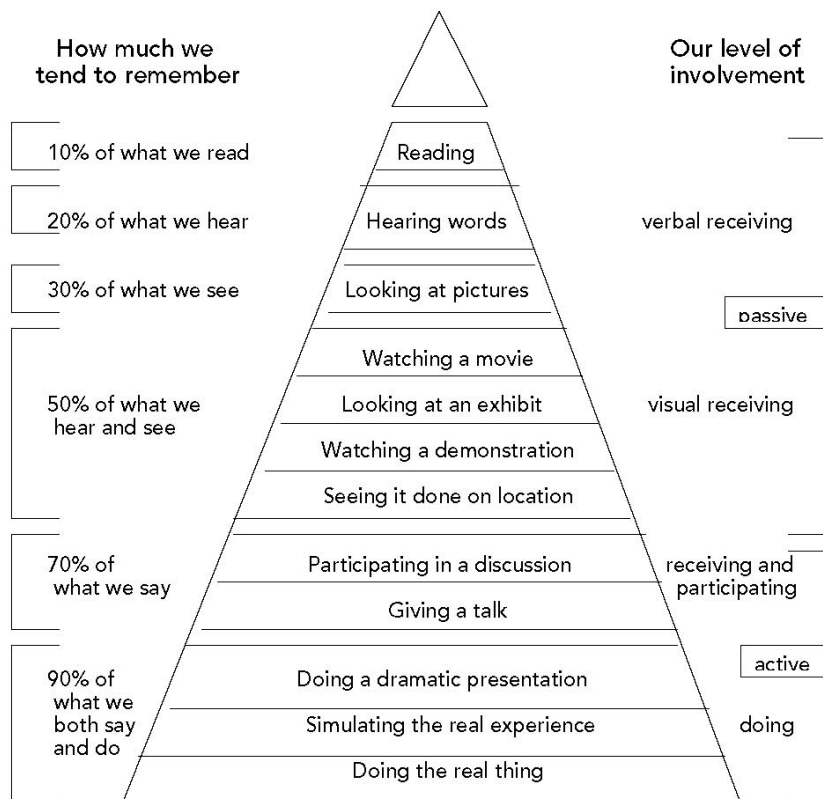 How much we
tend to remember
Our level of
involvement
10% of what we read
Reading
20% of what we hear
Hearing words
verbal receiving
30% of what we see
Looking at pictures
passive
Watching a movie
50% of what we
hear and see
Looking at an exhibit
visual receiving
Watching a demonstration
Seeing it done on location
70% of
what we say
Participating in a discussion
receiving and
participating
Giving a talk
active
90% of
what we
both say
and do
Doing a dramatic presentation
Simulating the real experience
doing
Doing the real thing